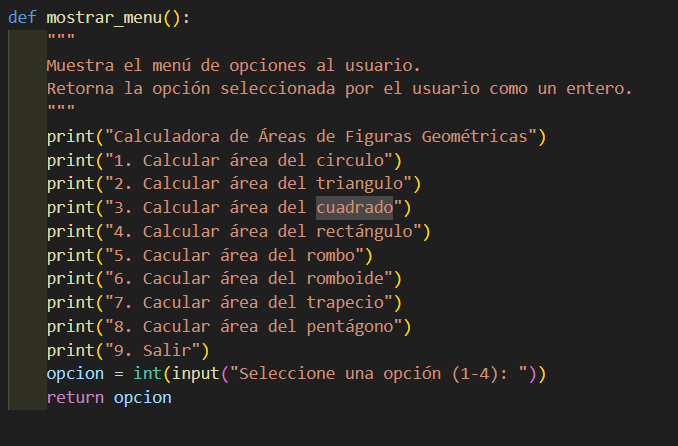 def mostrar_menu():
"""
Muestra el menú de opciones al usuario.
Retorna la opción seleccionada por el usuario como un entero.
"""
print("Calculadora de Áreas de Figuras Geométricas")
print("1. Calcular área del circulo")
print("2. Calcular área del triangulo")
print("3. Calcular área del cuadrado")
print("4. Calcular área del rectángulo")
print("5. Cacular área del rombo")
print("6. Cacular área del romboide")
print("7. Cacular área del trapecio")
print("8. Cacular área del pentágono")
print("9. Salir")
opcion = int(input("Seleccione una opción (1-4): "))
return opcion